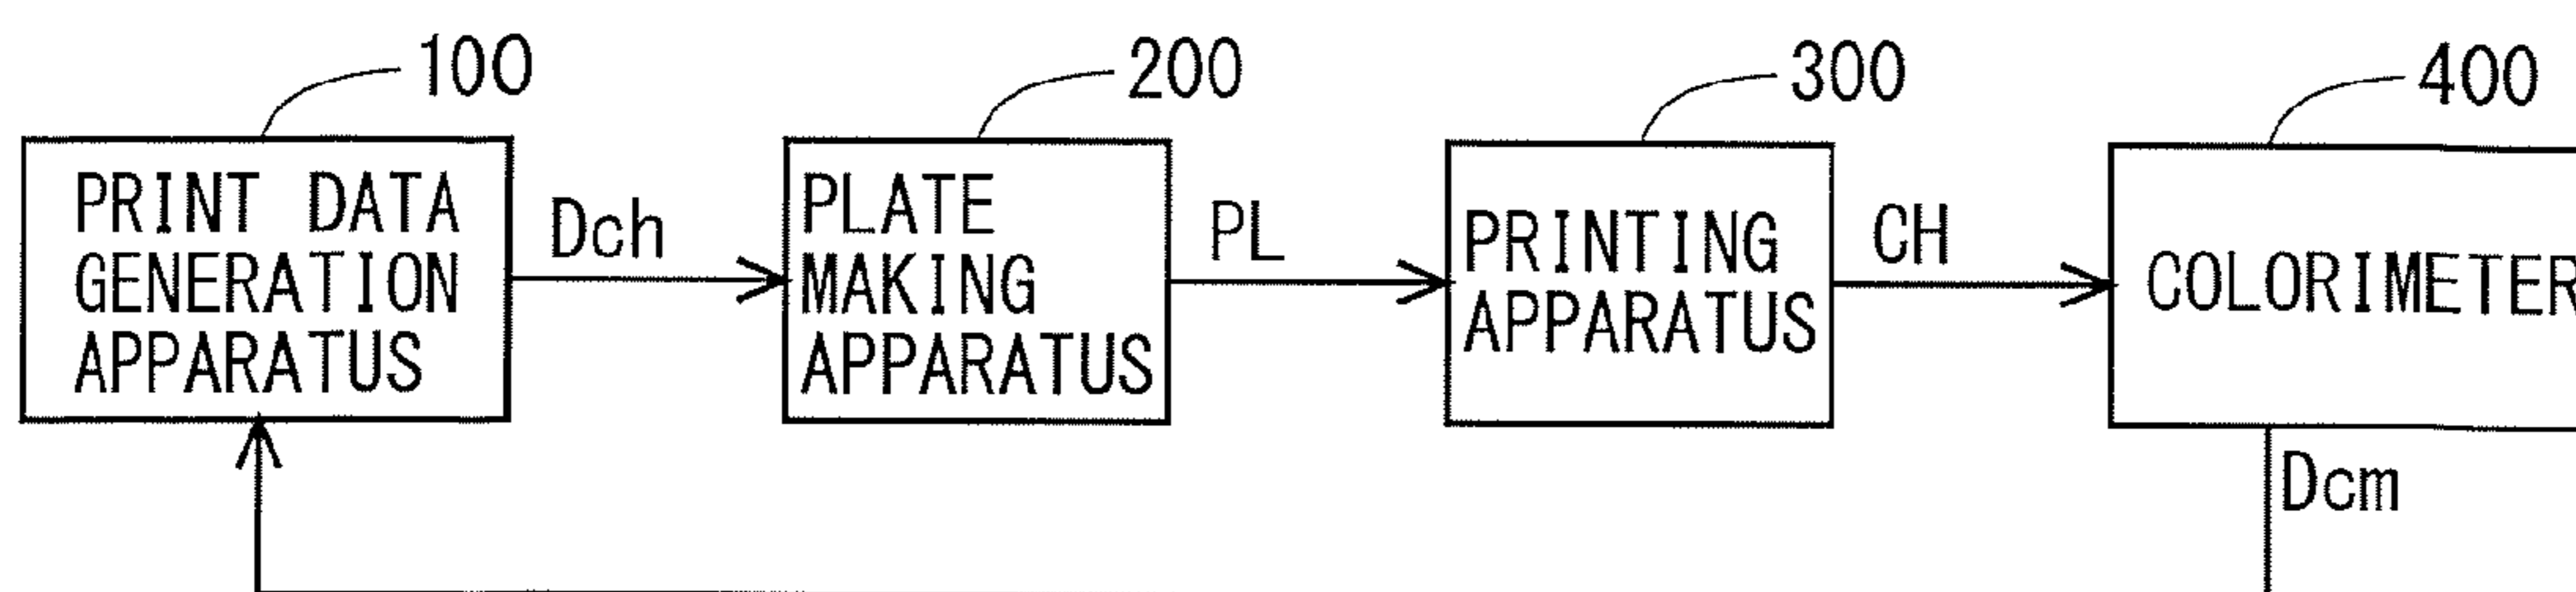 100
200
300
400
PRINT DATA
GENERATION
APPARATUS
Dch
PLATE
MAKING
APPARATUS
PL
PRINTING
APPARATUS
CH
COLORIMETER
Dcm